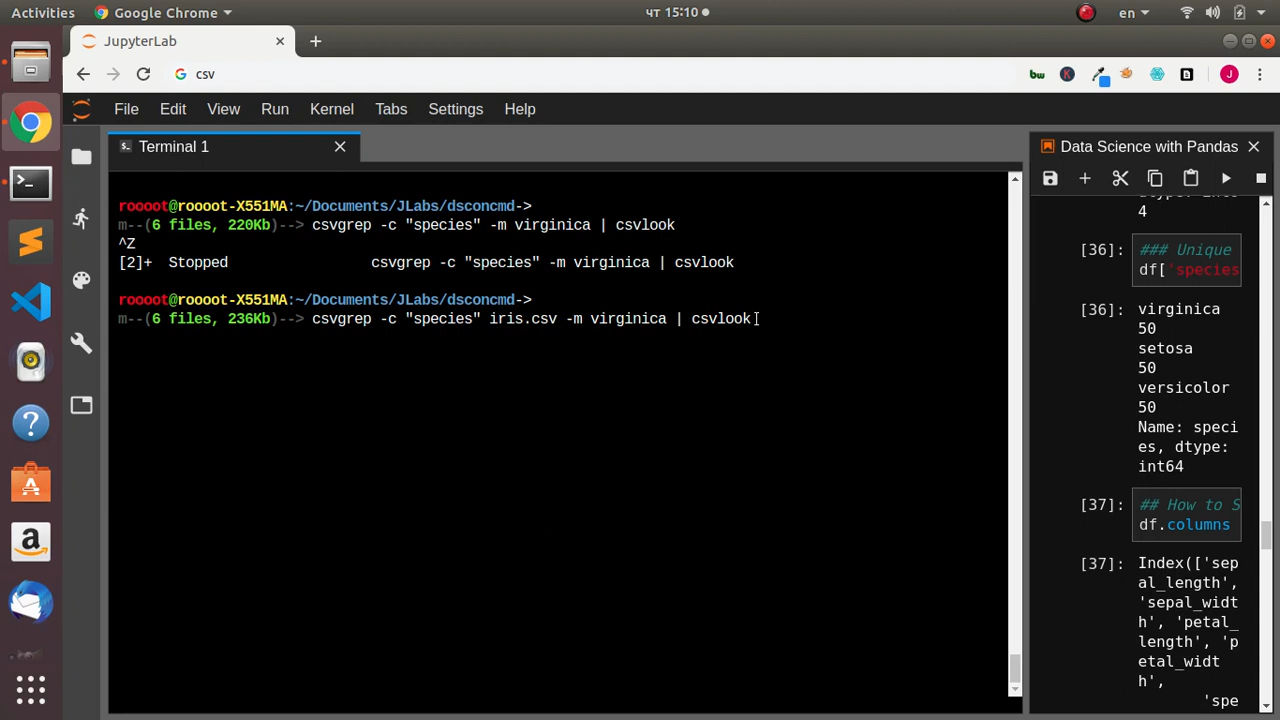 Activities
Google Chrome
чт 15:10
en
JupyterLab
csv
bw
K
J
File Edit View Run Kernel Tabs Settings Help
Terminal 1
roooot@roooot-X551MA:~/Documents/JLabs/dsconcmd->
m--(6 files, 220Kb)--> csvgrep -c "species" -m virginica | csvlook
^Z
[2]+  Stopped                 csvgrep -c "species" -m virginica | csvlook
roooot@roooot-X551MA:~/Documents/JLabs/dsconcmd->
m--(6 files, 236Kb)--> csvgrep -c "species" iris.csv -m virginica | csvlook
Data Science with Pandas
4
[36]:
### Unique
df['species
[36]:
virginica
50
setosa
50
versicolor
50
Name: speci
es, dtype:
int64
[37]:
## How to S
df.columns
[37]:
Index(['sep
al_length',
'sepal_widt
h', 'petal_
length', 'p
etal_widt
h',
'spe